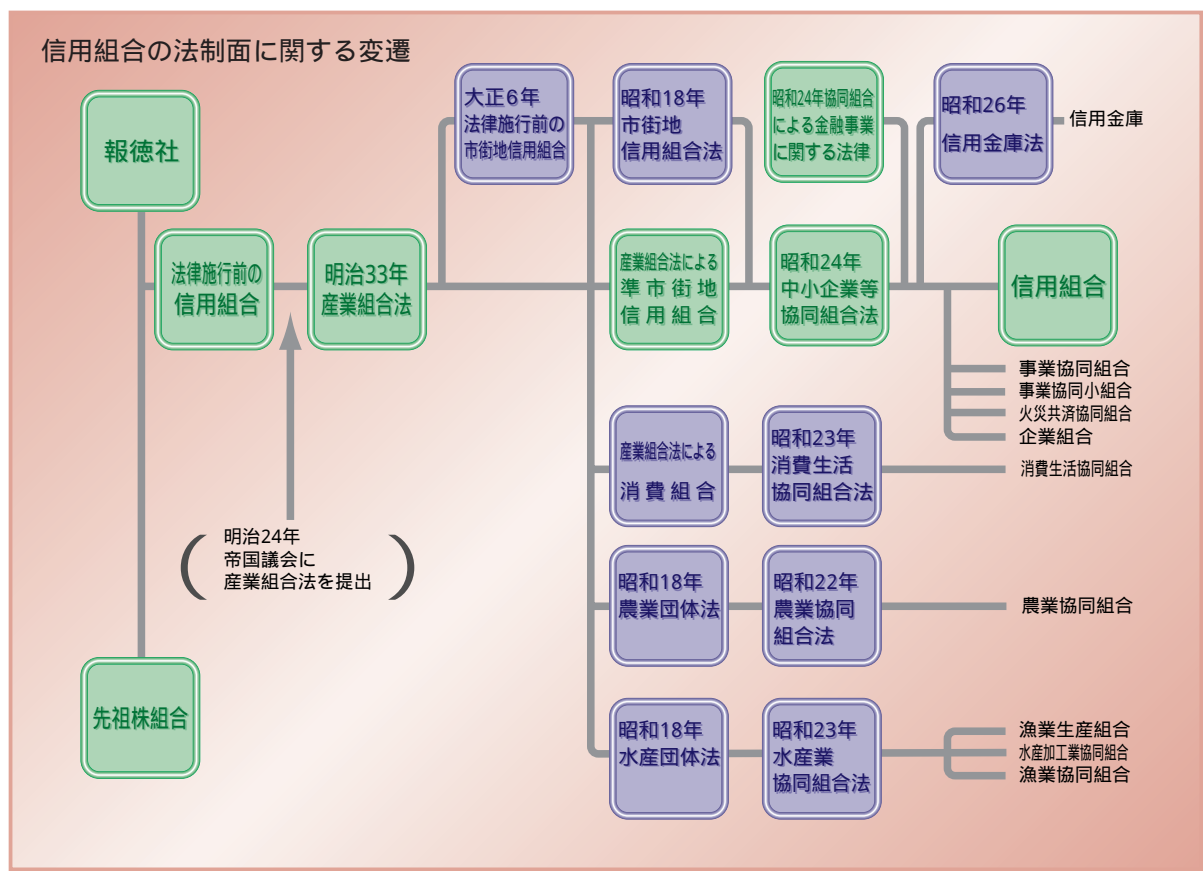 信用組合の法制面に関する変遷
報徳社
先祖株組合
法律施行前の
信用組合
明治33年
産業組合法
明治24年
帝国議会に
産業組合法を提出
大正6年
法律施行前の
市街地信用組合
昭和18年
市街地
信用組合法
昭和24年協同組合
による金融事業
に関する法律
昭和26年
信用金庫法
信用金庫
産業組合法による
準市街地
信用組合
昭和24年
中小企業等
協同組合法
信用組合
事業協同組合
事業協同小組合
火災共済協同組合
企業組合
産業組合法による
消費組合
昭和23年
消費生活
協同組合法
消費生活協同組合
昭和18年
農業団体法
昭和22年
農業協同
組合法
農業協同組合
昭和18年
水産団体法
昭和23年
水産業
協同組合法
漁業生産組合
水産加工業協同組合
漁業協同組合